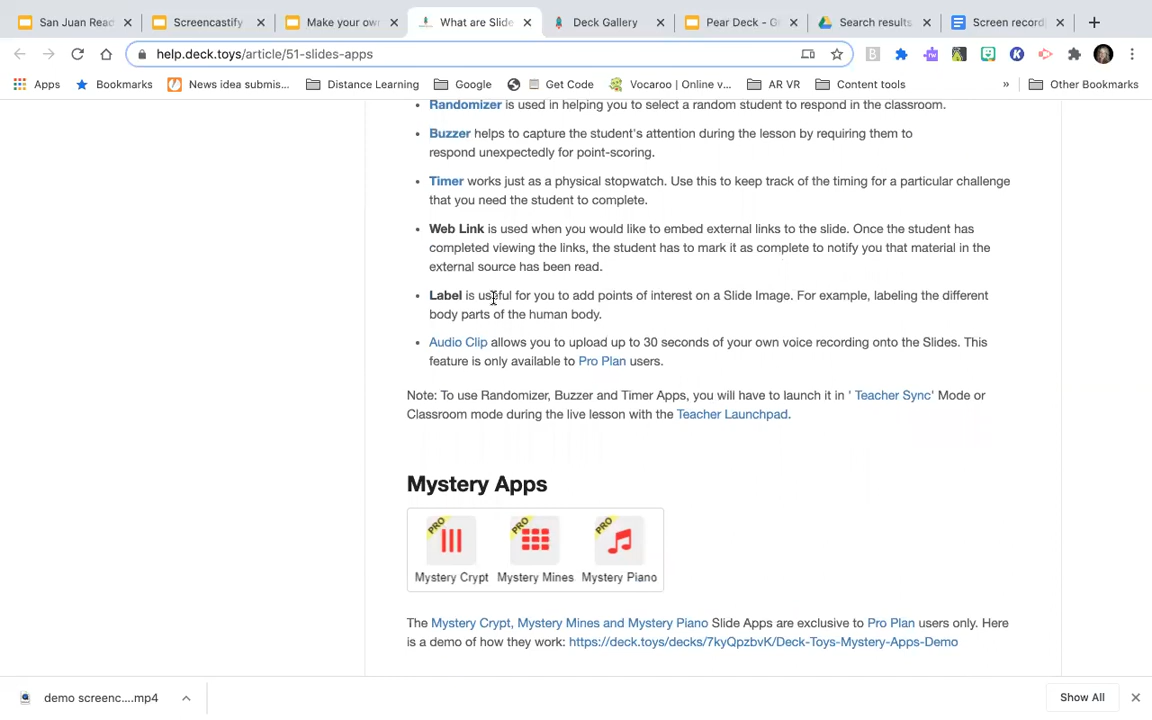 San Juan Read
Screencastify
Make your own
What are Slide
Deck Gallery
Pear Deck - G
Search results
Screen record
help.deck.toys/article/51-slides-apps
Apps
Bookmarks
News idea submis...
Distance Learning
Google
Get Code
Vocaroo | Online v...
AR VR
Content tools
»
Other Bookmarks
Randomizer is used in helping you to select a random student to respond in the classroom.
Buzzer helps to capture the student's attention during the lesson by requiring them to
respond unexpectedly for point-scoring.
Timer works just as a physical stopwatch. Use this to keep track of the timing for a particular challenge
that you need the student to complete.
Web Link is used when you would like to embed external links to the slide. Once the student has
completed viewing the links, the student has to mark it as complete to notify you that material in the
external source has been read.
Label is useful for you to add points of interest on a Slide Image. For example, labeling the different
body parts of the human body.
Audio Clip allows you to upload up to 30 seconds of your own voice recording onto the Slides. This
feature is only available to Pro Plan users.
Note: To use Randomizer, Buzzer and Timer Apps, you will have to launch it in ' Teacher Sync' Mode or
Classroom mode during the live lesson with the Teacher Launchpad.
Mystery Apps
PRO PRO PRO
Mystery Crypt Mystery Mines Mystery Piano
The Mystery Crypt, Mystery Mines and Mystery Piano Slide Apps are exclusive to Pro Plan users only. Here
is a demo of how they work: https://deck.toys/decks/7kyQpzbvK/Deck-Toys-Mystery-Apps-Demo
demo screenc....mp4
Show All